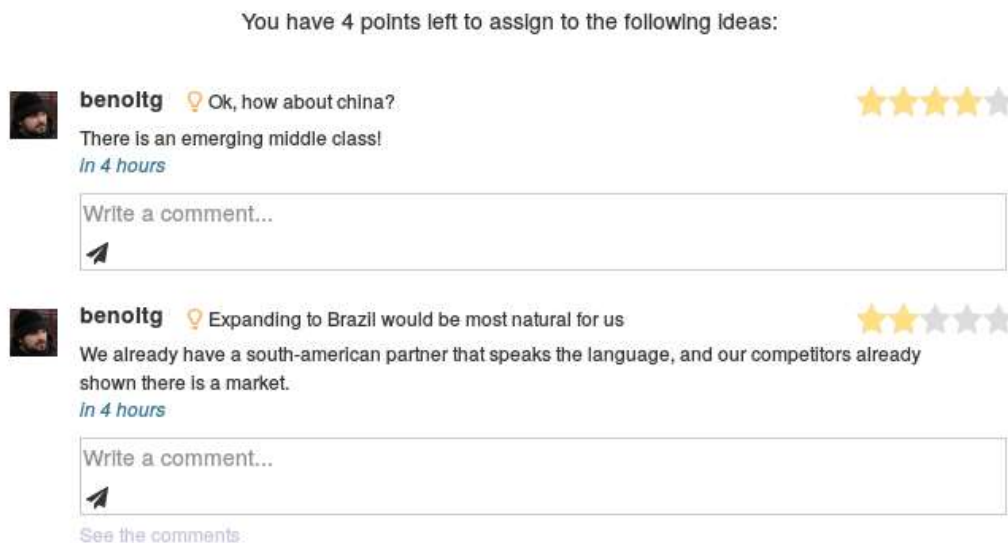 You have 4 points left to assign to the following ideas:
benoitg Ok, how about china?
There is an emerging middle class!
in 4 hours
Write a comment...
benoitg Expanding to Brazil would be most natural for us
We already have a south-american partner that speaks the language, and our competitors already
shown there is a market.
in 4 hours
Write a comment...
See the comments